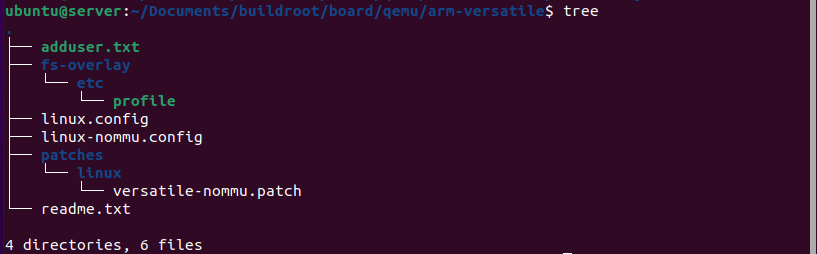 ubuntu@server:~/Documents/buildroot/board/qemu/arm-versatile$ tree
.
├── adduser.txt
├── fs-overlay
│   └── etc
│       └── profile
├── linux.config
├── linux-nommu.config
├── patches
│   └── linux
│       └── versatile-nommu.patch
└── readme.txt

4 directories, 6 files